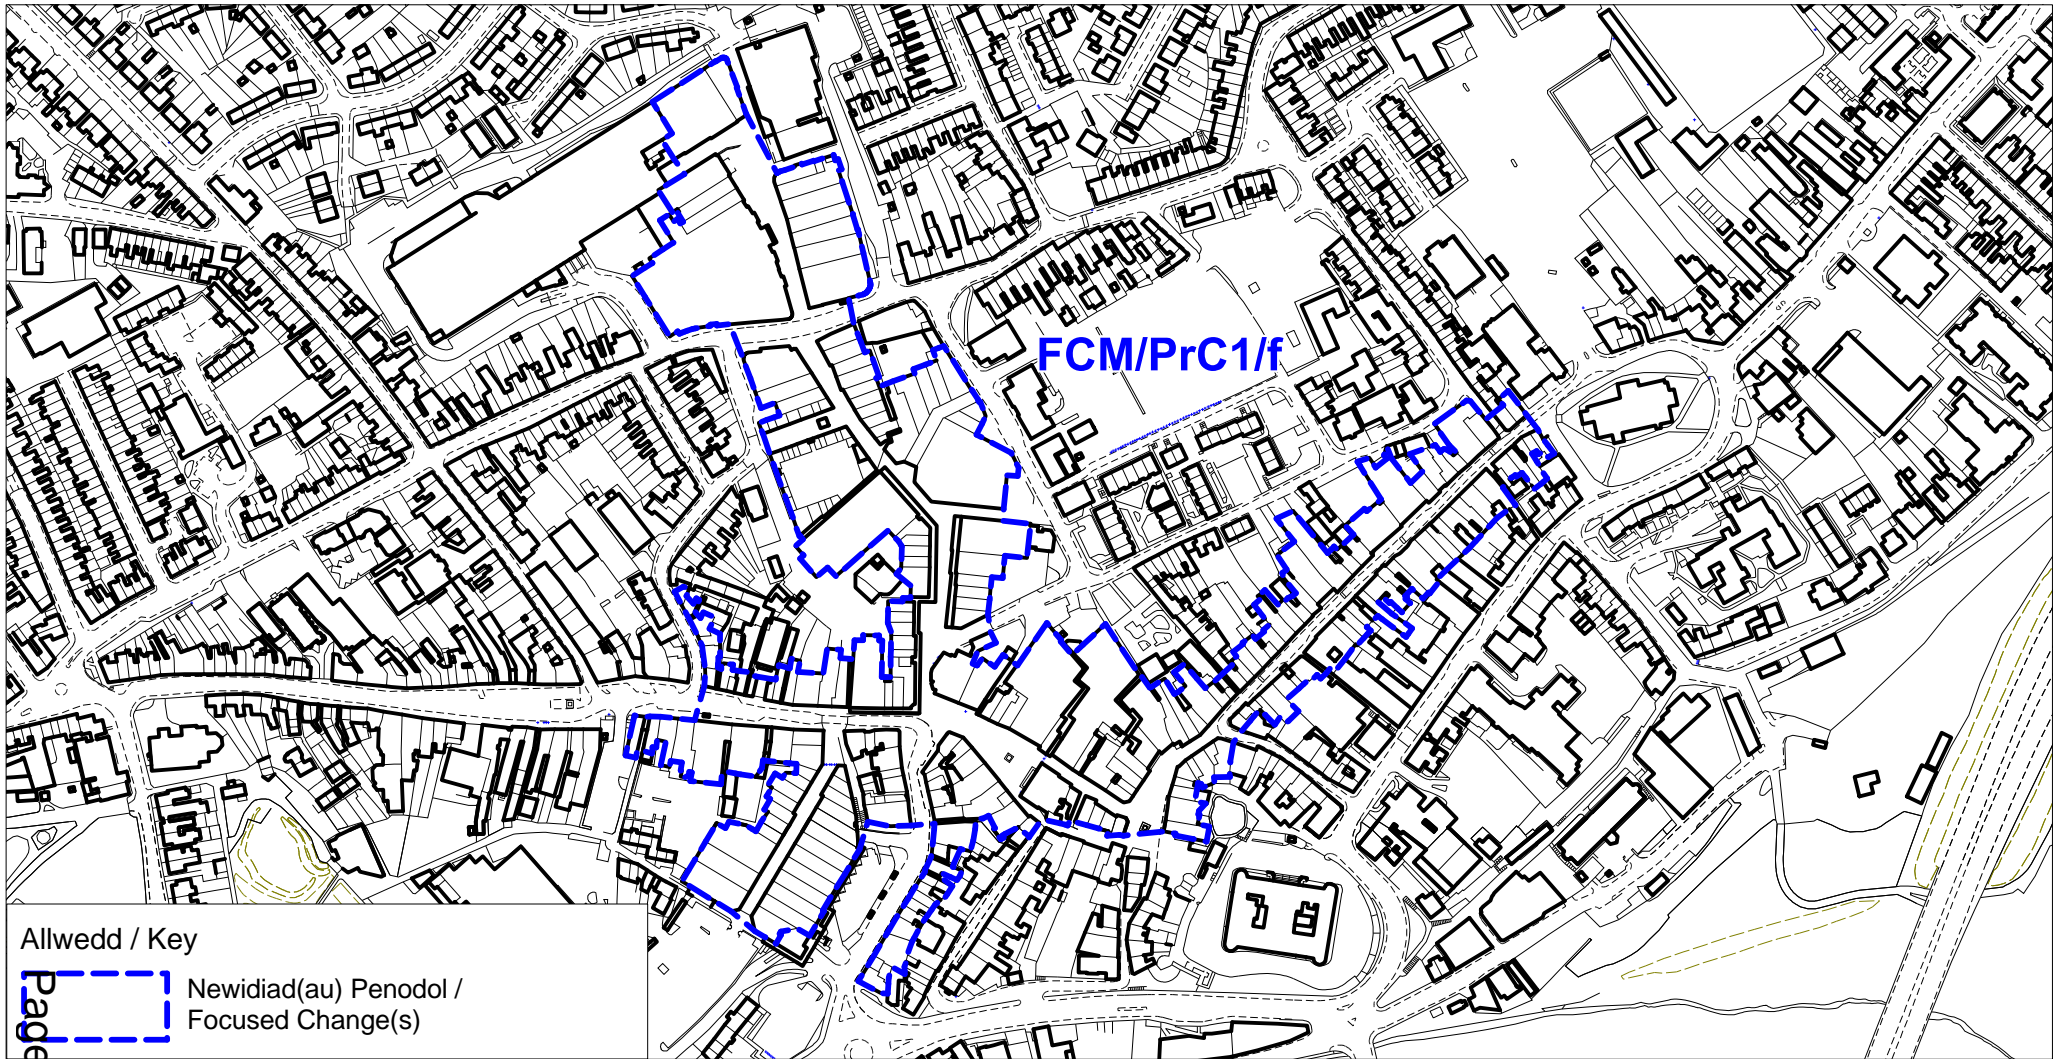 FCM/PrC1/f
Allwedd / Key
Newidiad(au) Penodol /
Focused Change(s)
Page